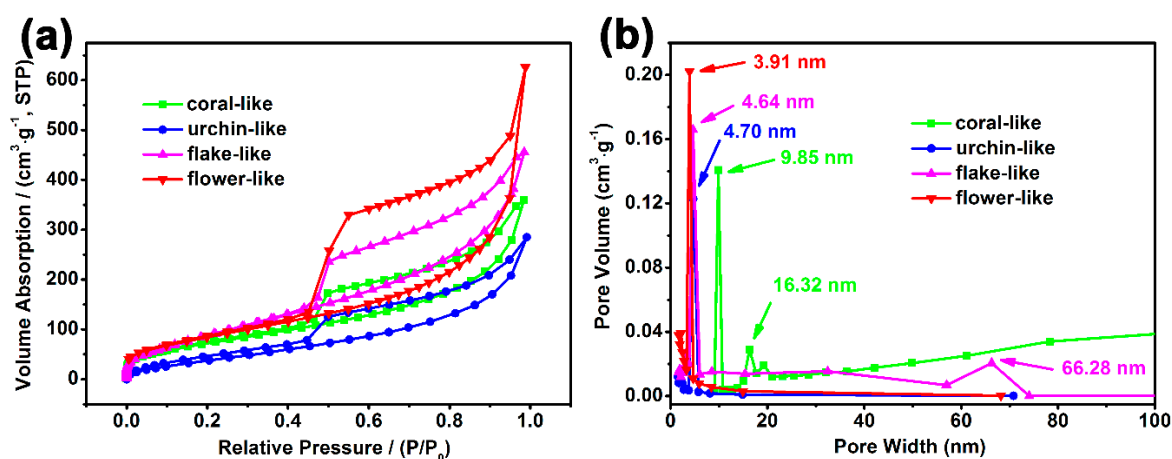 (a)
600
500
400
300
200
100
0
Volume Absorption / (cm³·g⁻¹, STP)
coral-like
urchin-like
flake-like
flower-like
0.0 0.2 0.4 0.6 0.8 1.0
Relative Pressure / (P/P₀)
(b)
0.20
0.16
0.12
0.08
0.04
0.00
Pore Volume (cm³·g⁻¹)
3.91 nm
4.64 nm
4.70 nm
9.85 nm
16.32 nm
66.28 nm
coral-like
urchin-like
flake-like
flower-like
0 20 40 60 80 100
Pore Width (nm)